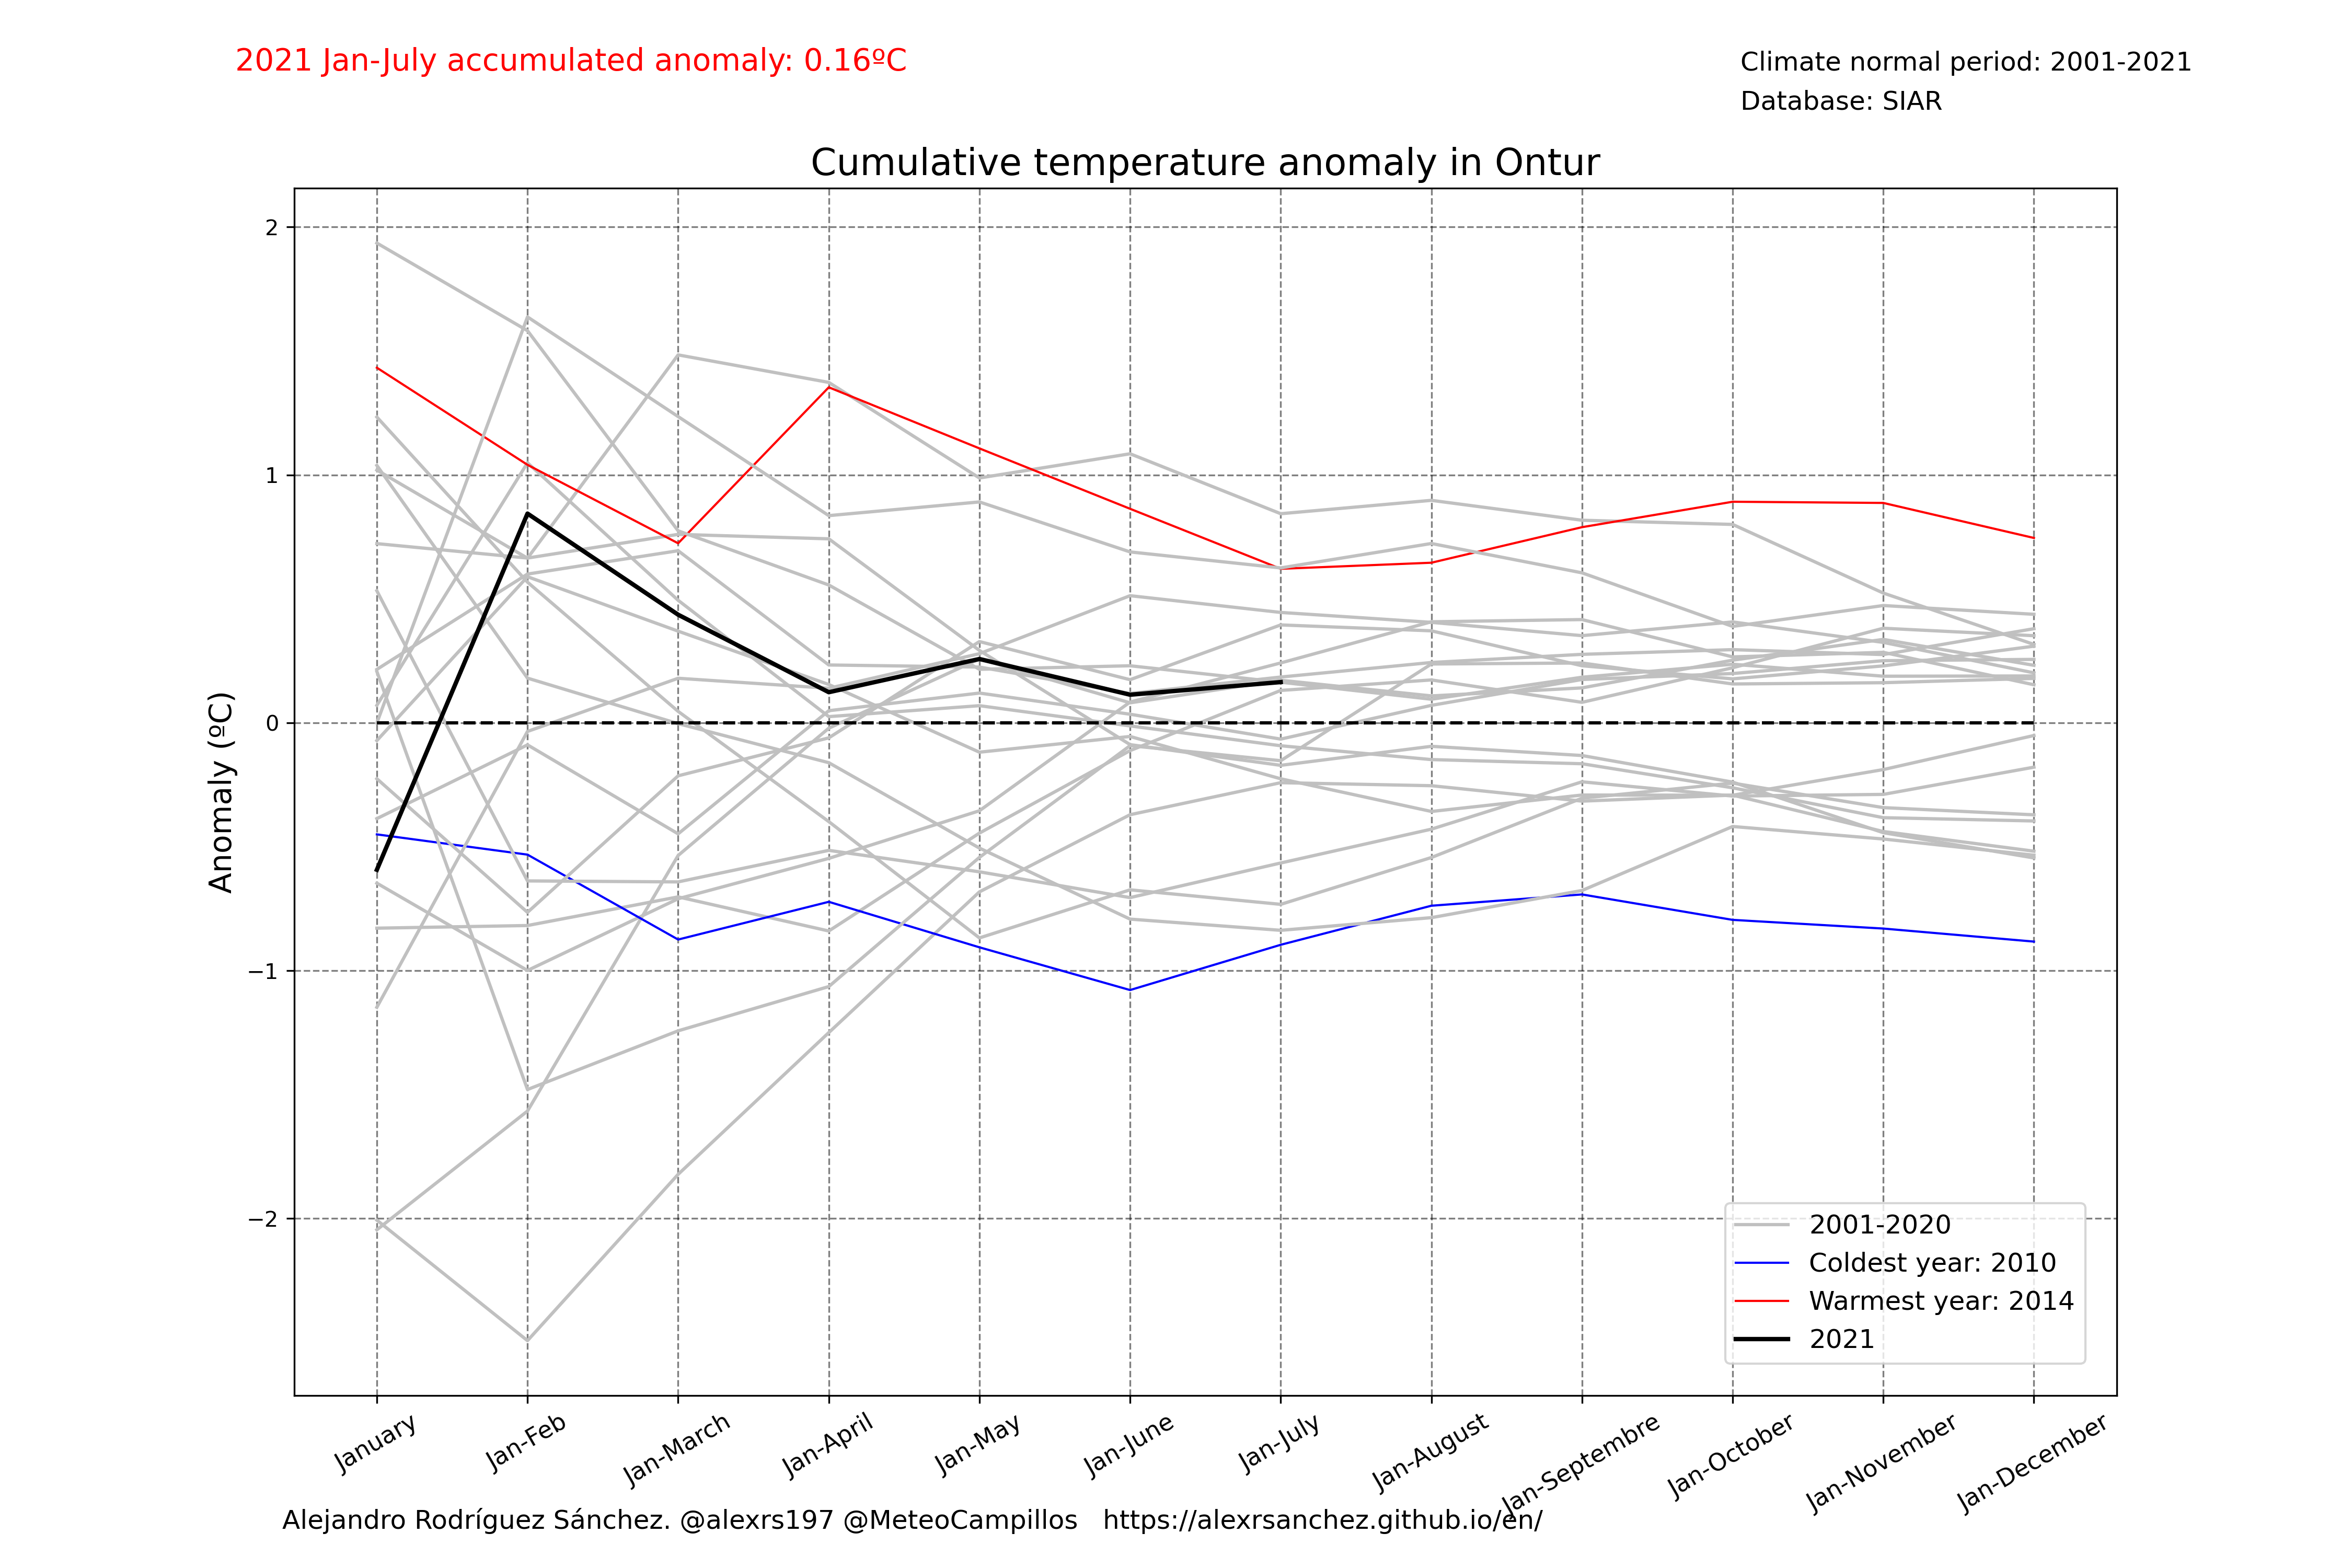 2021 Jan-July accumulated anomaly: 0.16ºC
Climate normal period: 2001-2021
Database: SIAR
Cumulative temperature anomaly in Ontur
Anomaly (ºC)
2
1
0
−1
−2
January
Jan-Feb
Jan-March
Jan-April
Jan-May
Jan-June
Jan-July
Jan-August
Jan-Septembre
Jan-October
Jan-November
Jan-December
2001-2020
Coldest year: 2010
Warmest year: 2014
2021
Alejandro Rodríguez Sánchez. @alexrs197 @MeteoCampillos https://alexrsanchez.github.io/en/